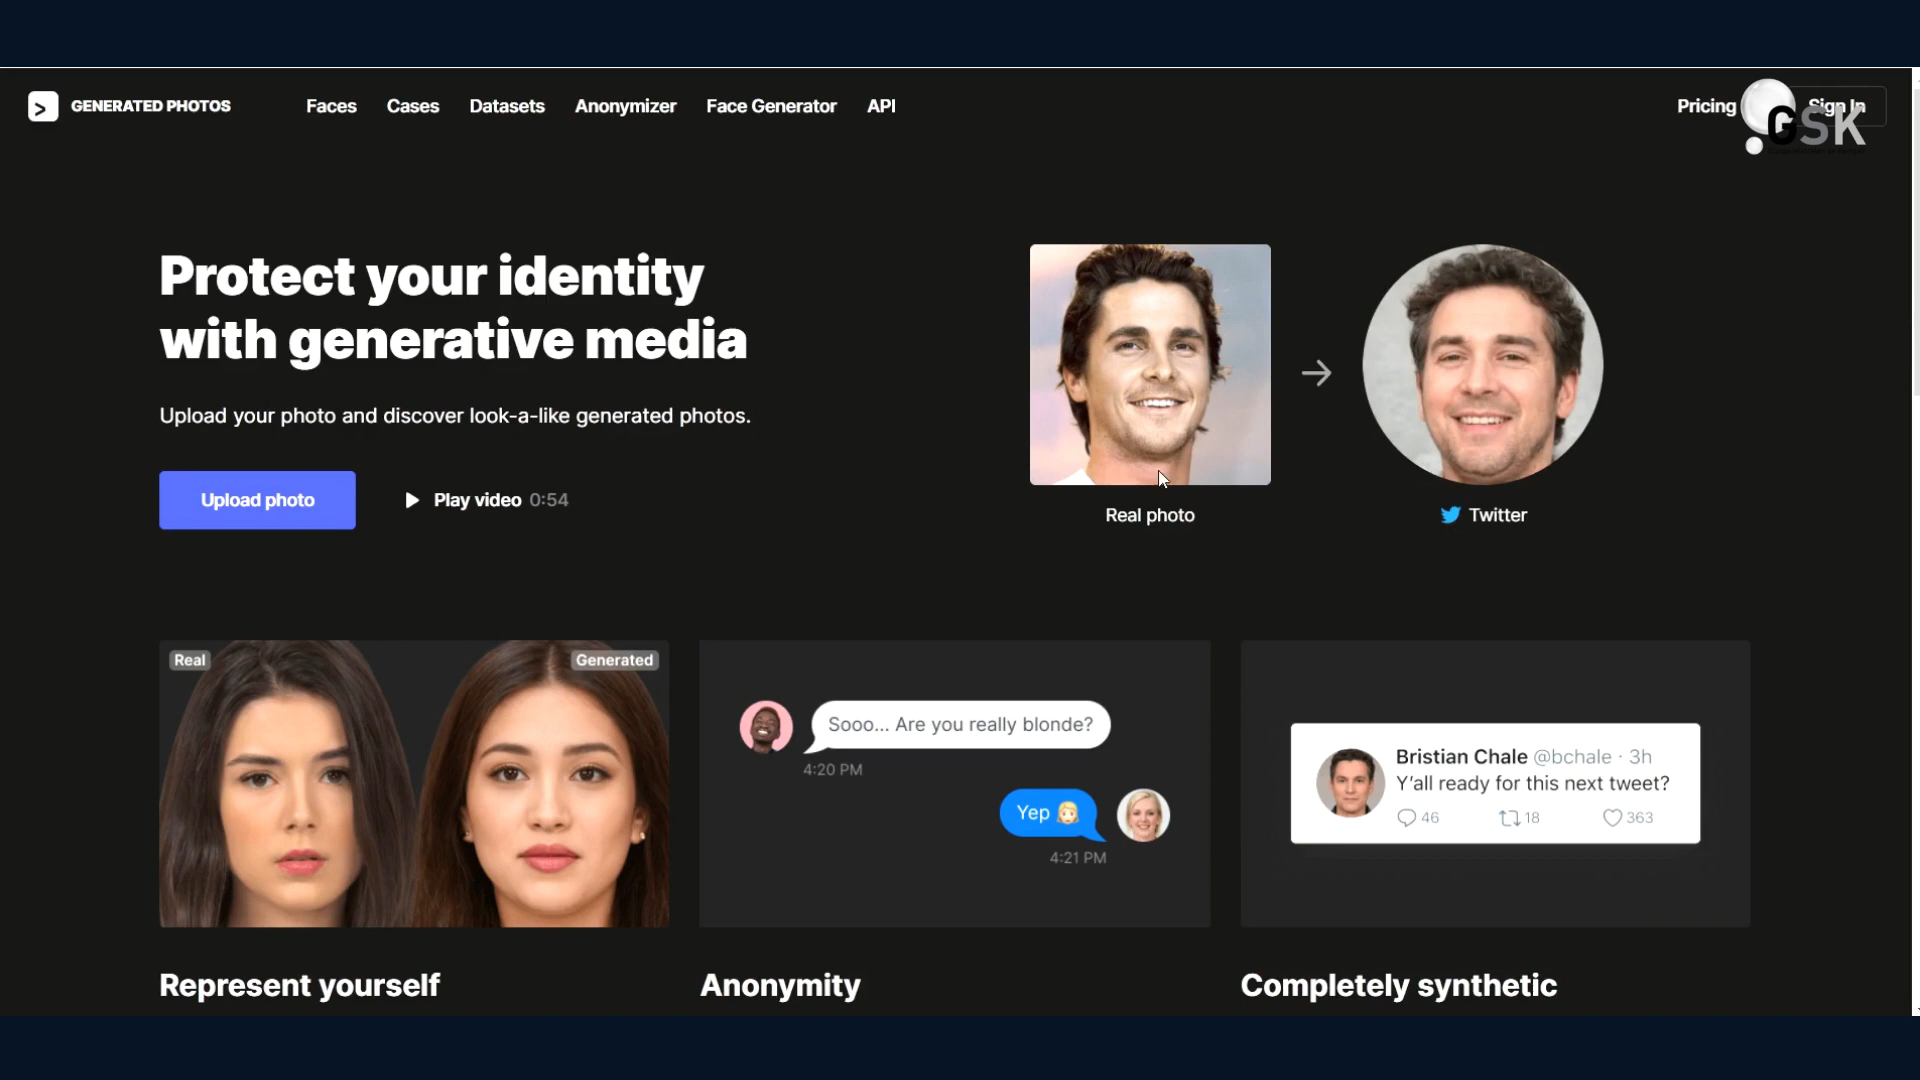 GENERATED PHOTOS
Faces Cases Datasets Anonymizer Face Generator API
Pricing Sign In
GSK
Protect your identity
with generative media
Upload your photo and discover look-a-like generated photos.
Upload photo
Play video 0:54
Real photo
Twitter
Real
Generated
Sooo... Are you really blonde?
4:20 PM
Yep
4:21 PM
Bristian Chale @bchale · 3h
Y'all ready for this next tweet?
46 18 363
Represent yourself
Anonymity
Completely synthetic